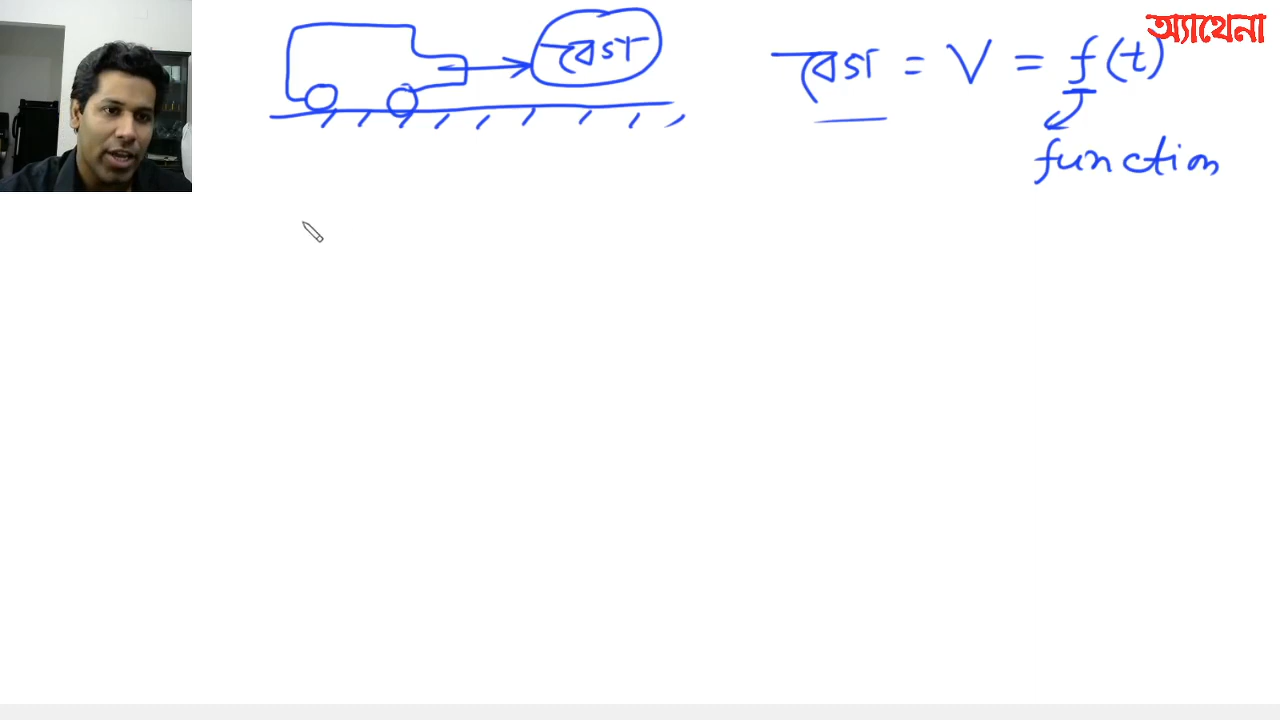 অ্যাথেনা
বেগ
বেগ = V = f(t)
function